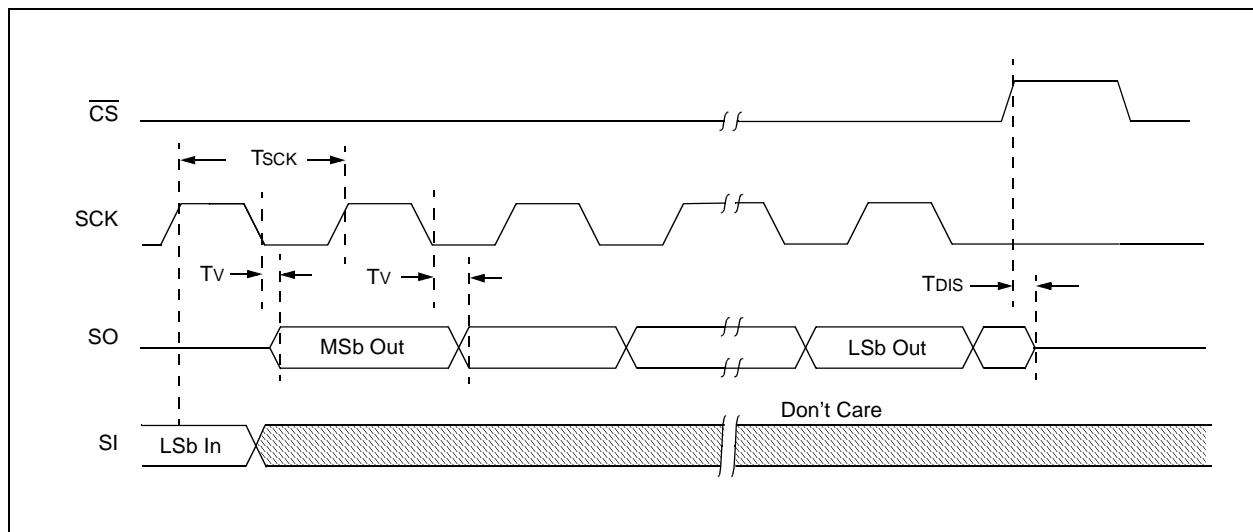 CS
TSCK
SCK
TV
TV
TDIS
SO
MSb Out
LSb Out
Don't Care
SI
LSb In